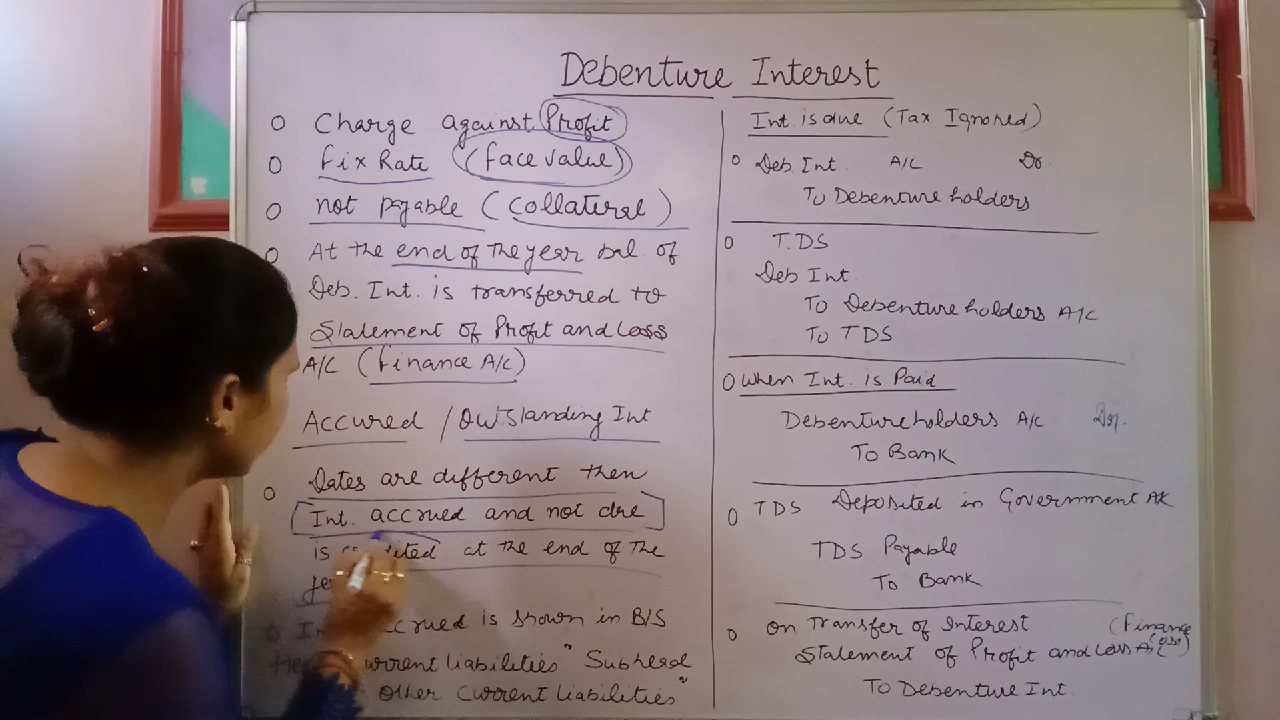 Debenture Interest
O Charge against Profit
O Fix Rate (Face Value)
O not payable (Collateral)
O At the end of the year bal. of
Deb. Int. is transferred to
Statement of Profit and Loss
A/C (Finance A/c)
Accured / Outstanding Int
O Dates are different then
Int. accrued and not due
is at the end of the
O accrued is shown in B/S
liabilities" Subhead
Other Current liabilities"
Int. is due (Tax Ignored)
O Deb. Int. A/C Dr.
To Debenture holders
O T.DS
Deb Int.
To Debenture holders A/C
To TDS
O When Int. is Paid
Debentureholders A/C Dr.
To Bank
O TDS Deposited in Government A/c
TDS Payable
To Bank
O on Transfer of Interest (Finance
Statement of Profit and Loss A/c Cost)
To Debenture Int.